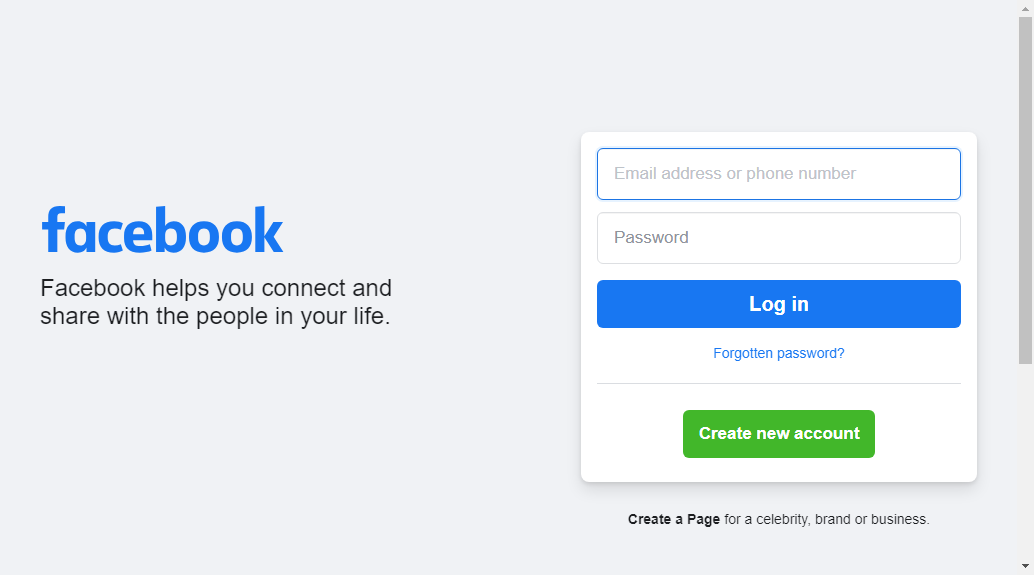 facebook
Facebook helps you connect and
share with the people in your life.
Email address or phone number
Password
Log in
Forgotten password?
Create new account
Create a Page for a celebrity, brand or business.